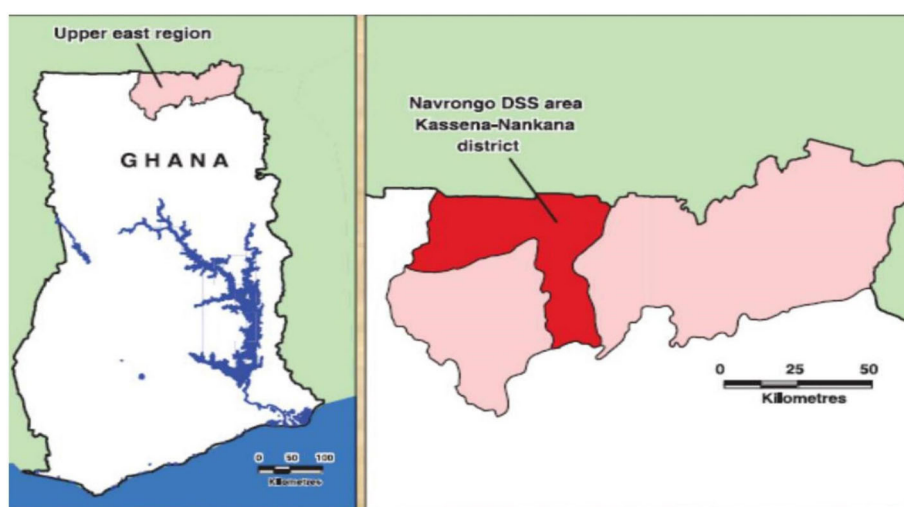 Upper east region
GHANA
0 50 100
Kilometres
Navrongo DSS area
Kassena-Nankana
district
0 25 50
Kilometres